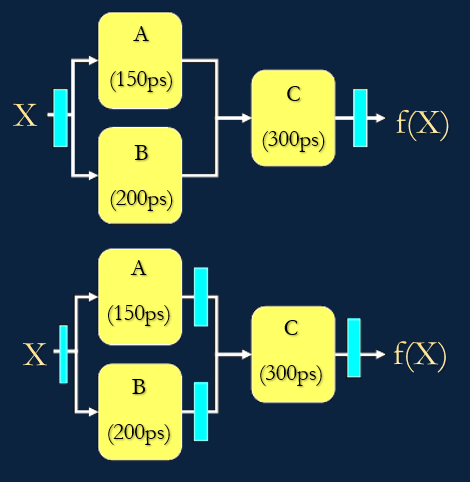 A
(150ps)
X
B
(200ps)
C
(300ps)
f(X)
A
(150ps)
X
B
(200ps)
C
(300ps)
f(X)